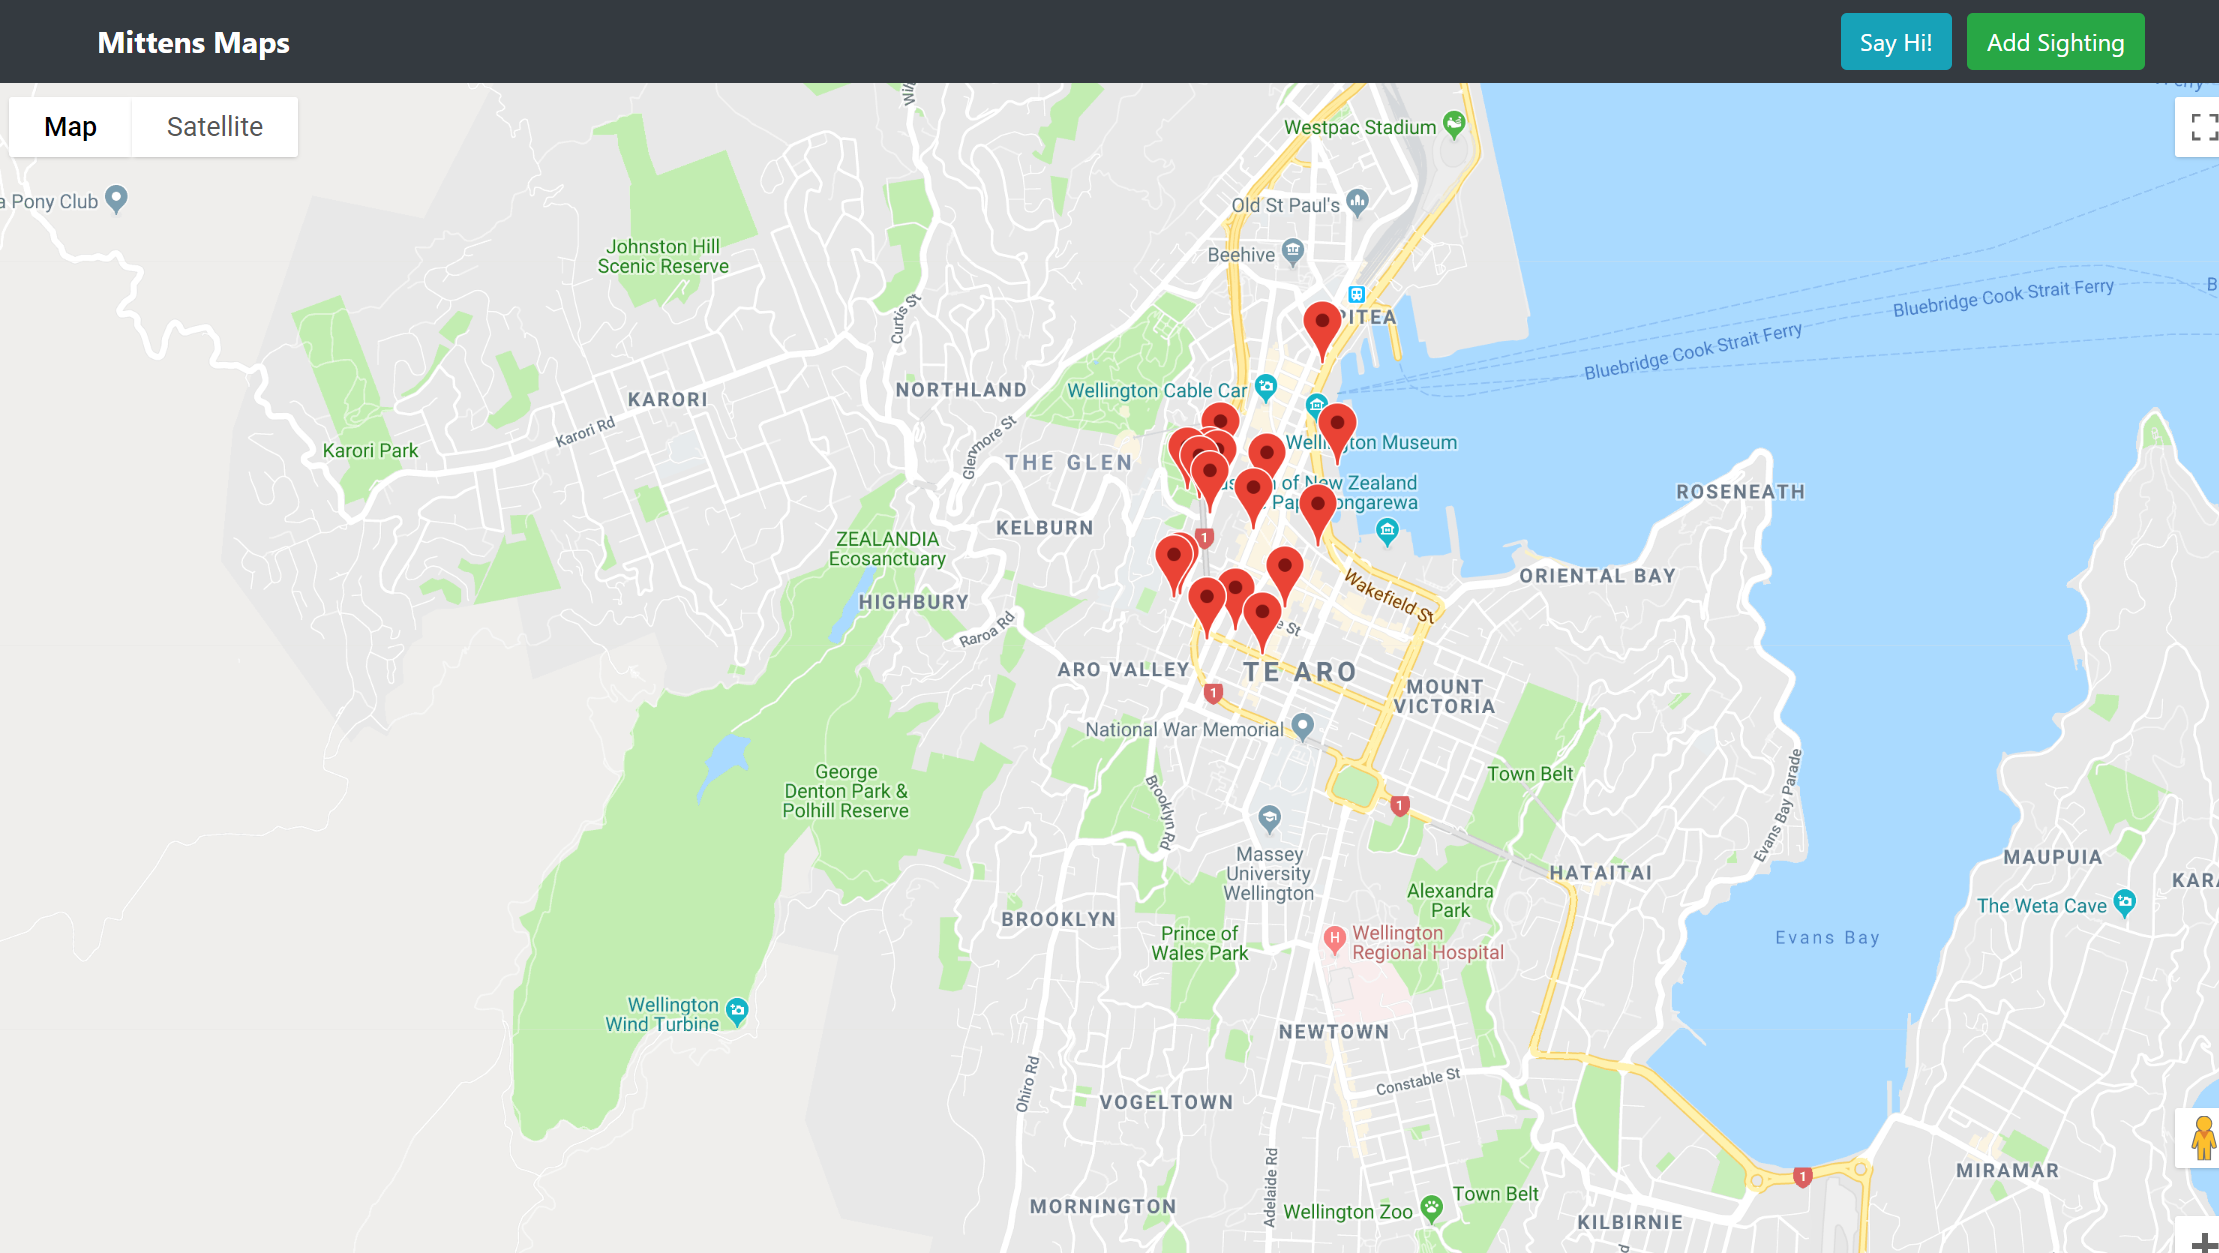 Mittens Maps
Say Hi!
Add Sighting
Map
Satellite
Westpac Stadium
a Pony Club
Old St Paul's
Johnston Hill
Scenic Reserve
Beehive
Bluebridge Cook Strait Ferry
Curtis St
PITEA
Bluebridge Cook Strait Ferry
NORTHLAND
Wellington Cable Car
KARORI
Karori Rd
Glenmore St
Karori Park
THE GLEN
Wellington Museum
of New Zealand
ongarewa
ROSENEATH
KELBURN
1
ZEALANDIA
Ecosanctuary
ORIENTAL BAY
Wakefield St
HIGHBURY
Raroa Rd
e St
ARO VALLEY
TE ARO
1
MOUNT
VICTORIA
National War Memorial
George
Denton Park &
Polhill Reserve
Town Belt
Brooklyn Rd
1
Evans Bay Parade
Massey
University
Wellington
HATAITAI
MAUPUIA
KARA
Alexandra
Park
The Weta Cave
BROOKLYN
Prince of
Wales Park
Wellington
Regional Hospital
H
Evans Bay
Wellington
Wind Turbine
NEWTOWN
Ohiro Rd
Constable St
VOGELTOWN
Adelaide Rd
MIRAMAR
1
Town Belt
MORNINGTON
Wellington Zoo
KILBIRNIE